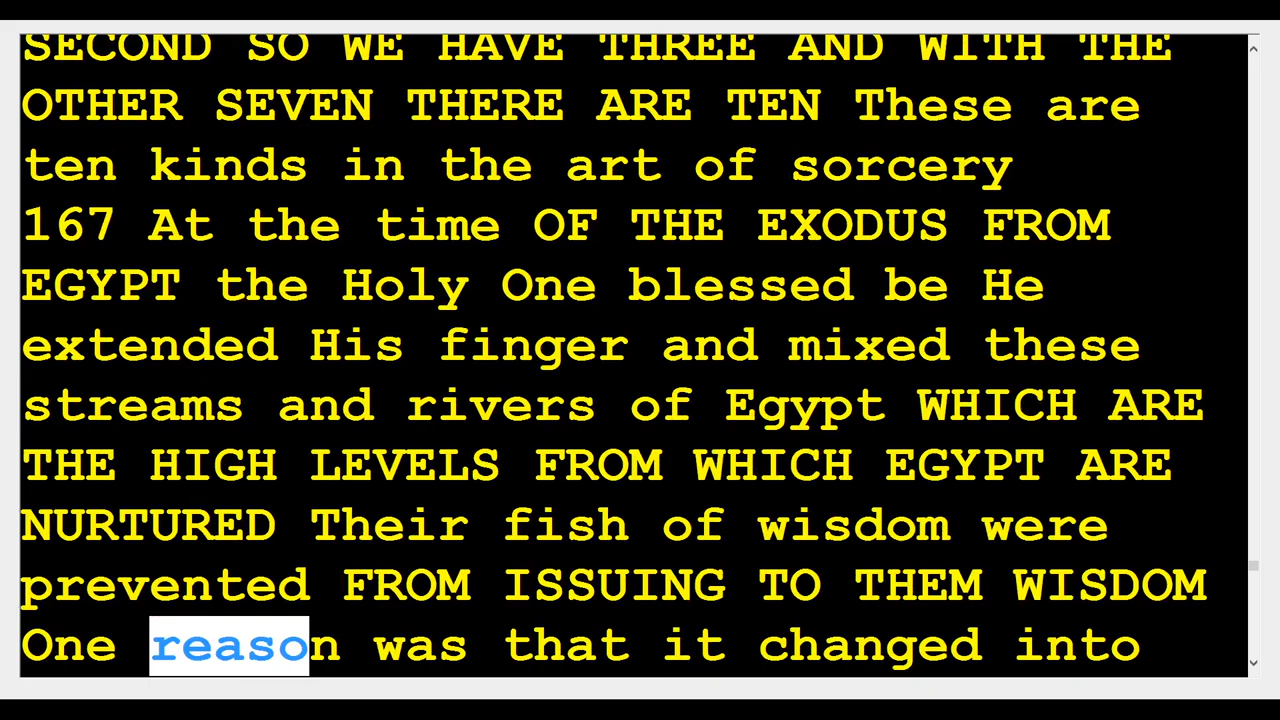 SECOND SO WE HAVE THREE AND WITH THE
OTHER SEVEN THERE ARE TEN These are
ten kinds in the art of sorcery
167 At the time OF THE EXODUS FROM
EGYPT the Holy One blessed be He
extended His finger and mixed these
streams and rivers of Egypt WHICH ARE
THE HIGH LEVELS FROM WHICH EGYPT ARE
NURTURED Their fish of wisdom were
prevented FROM ISSUING TO THEM WISDOM
One reason was that it changed into